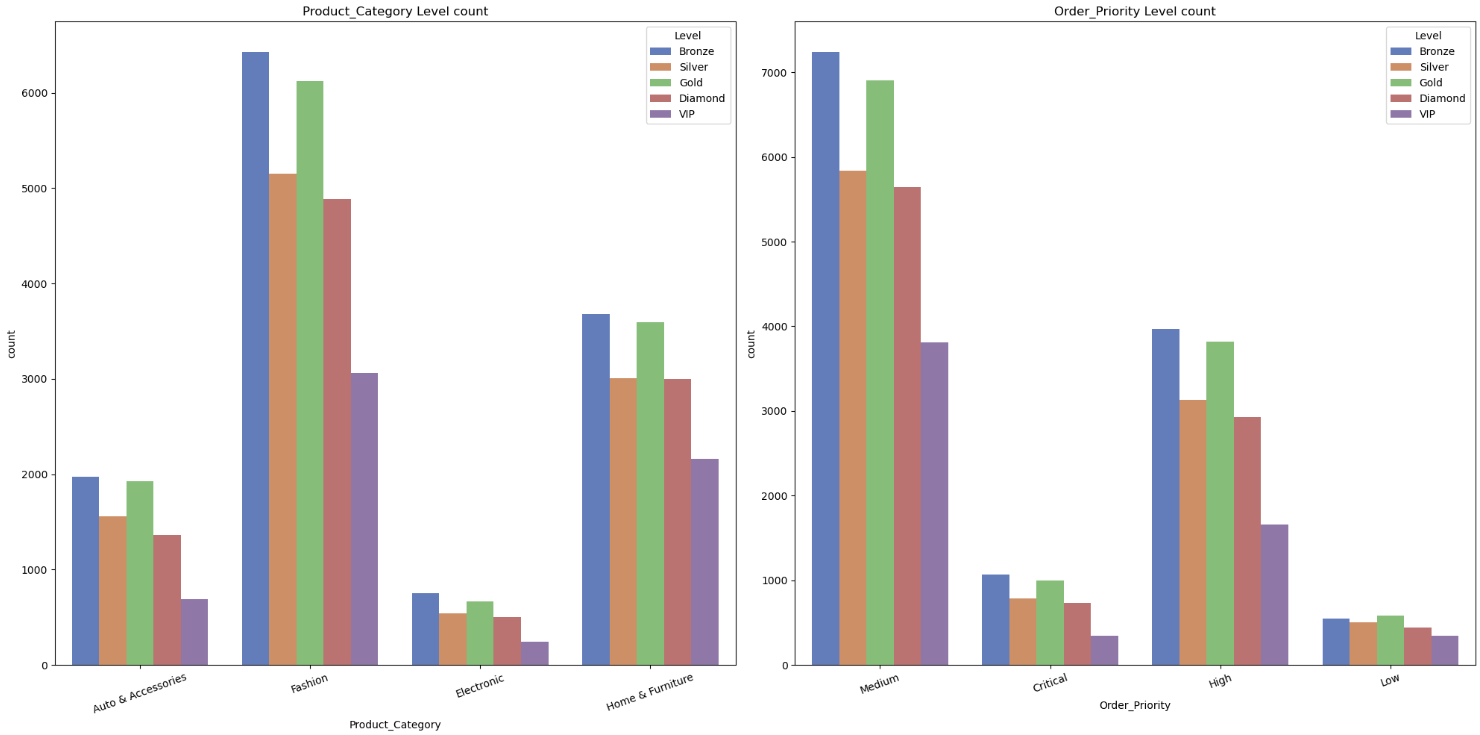 Product_Category Level count
Level
Bronze
Silver
Gold
Diamond
VIP
6000
5000
4000
3000
2000
1000
0
count
Auto & Accessories
Fashion
Electronic
Home & Furniture
Product_Category
Order_Priority Level count
Level
Bronze
Silver
Gold
Diamond
VIP
7000
6000
5000
4000
3000
2000
1000
0
count
Medium
Critical
High
Low
Order_Priority